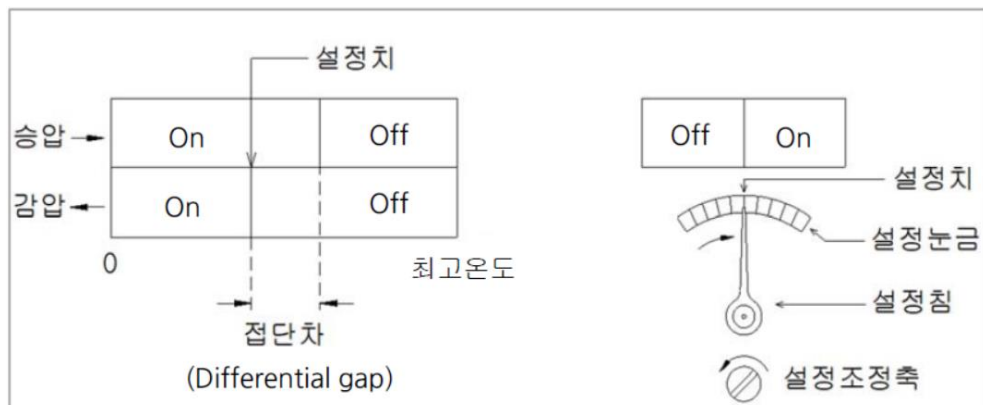 설정치
승압
On
Off
감압
On
Off
0
최고온도
접단차
(Differential gap)
Off
On
설정치
설정눈금
설정침
설정조정축